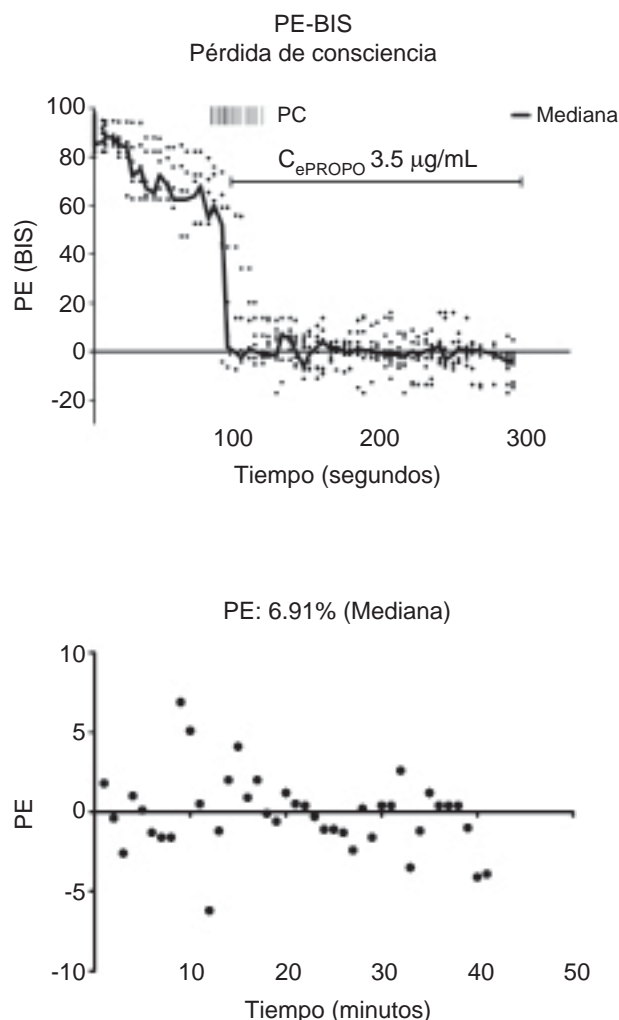 PE-BIS
Pérdida de consciencia
PC
Mediana
CePROPO 3.5 μg/mL
100
80
60
40
20
0
-20
PE (BIS)
100 200 300
Tiempo (segundos)
PE: 6.91% (Mediana)
10
5
0
-5
-10
PE
10 20 30 40 50
Tiempo (minutos)